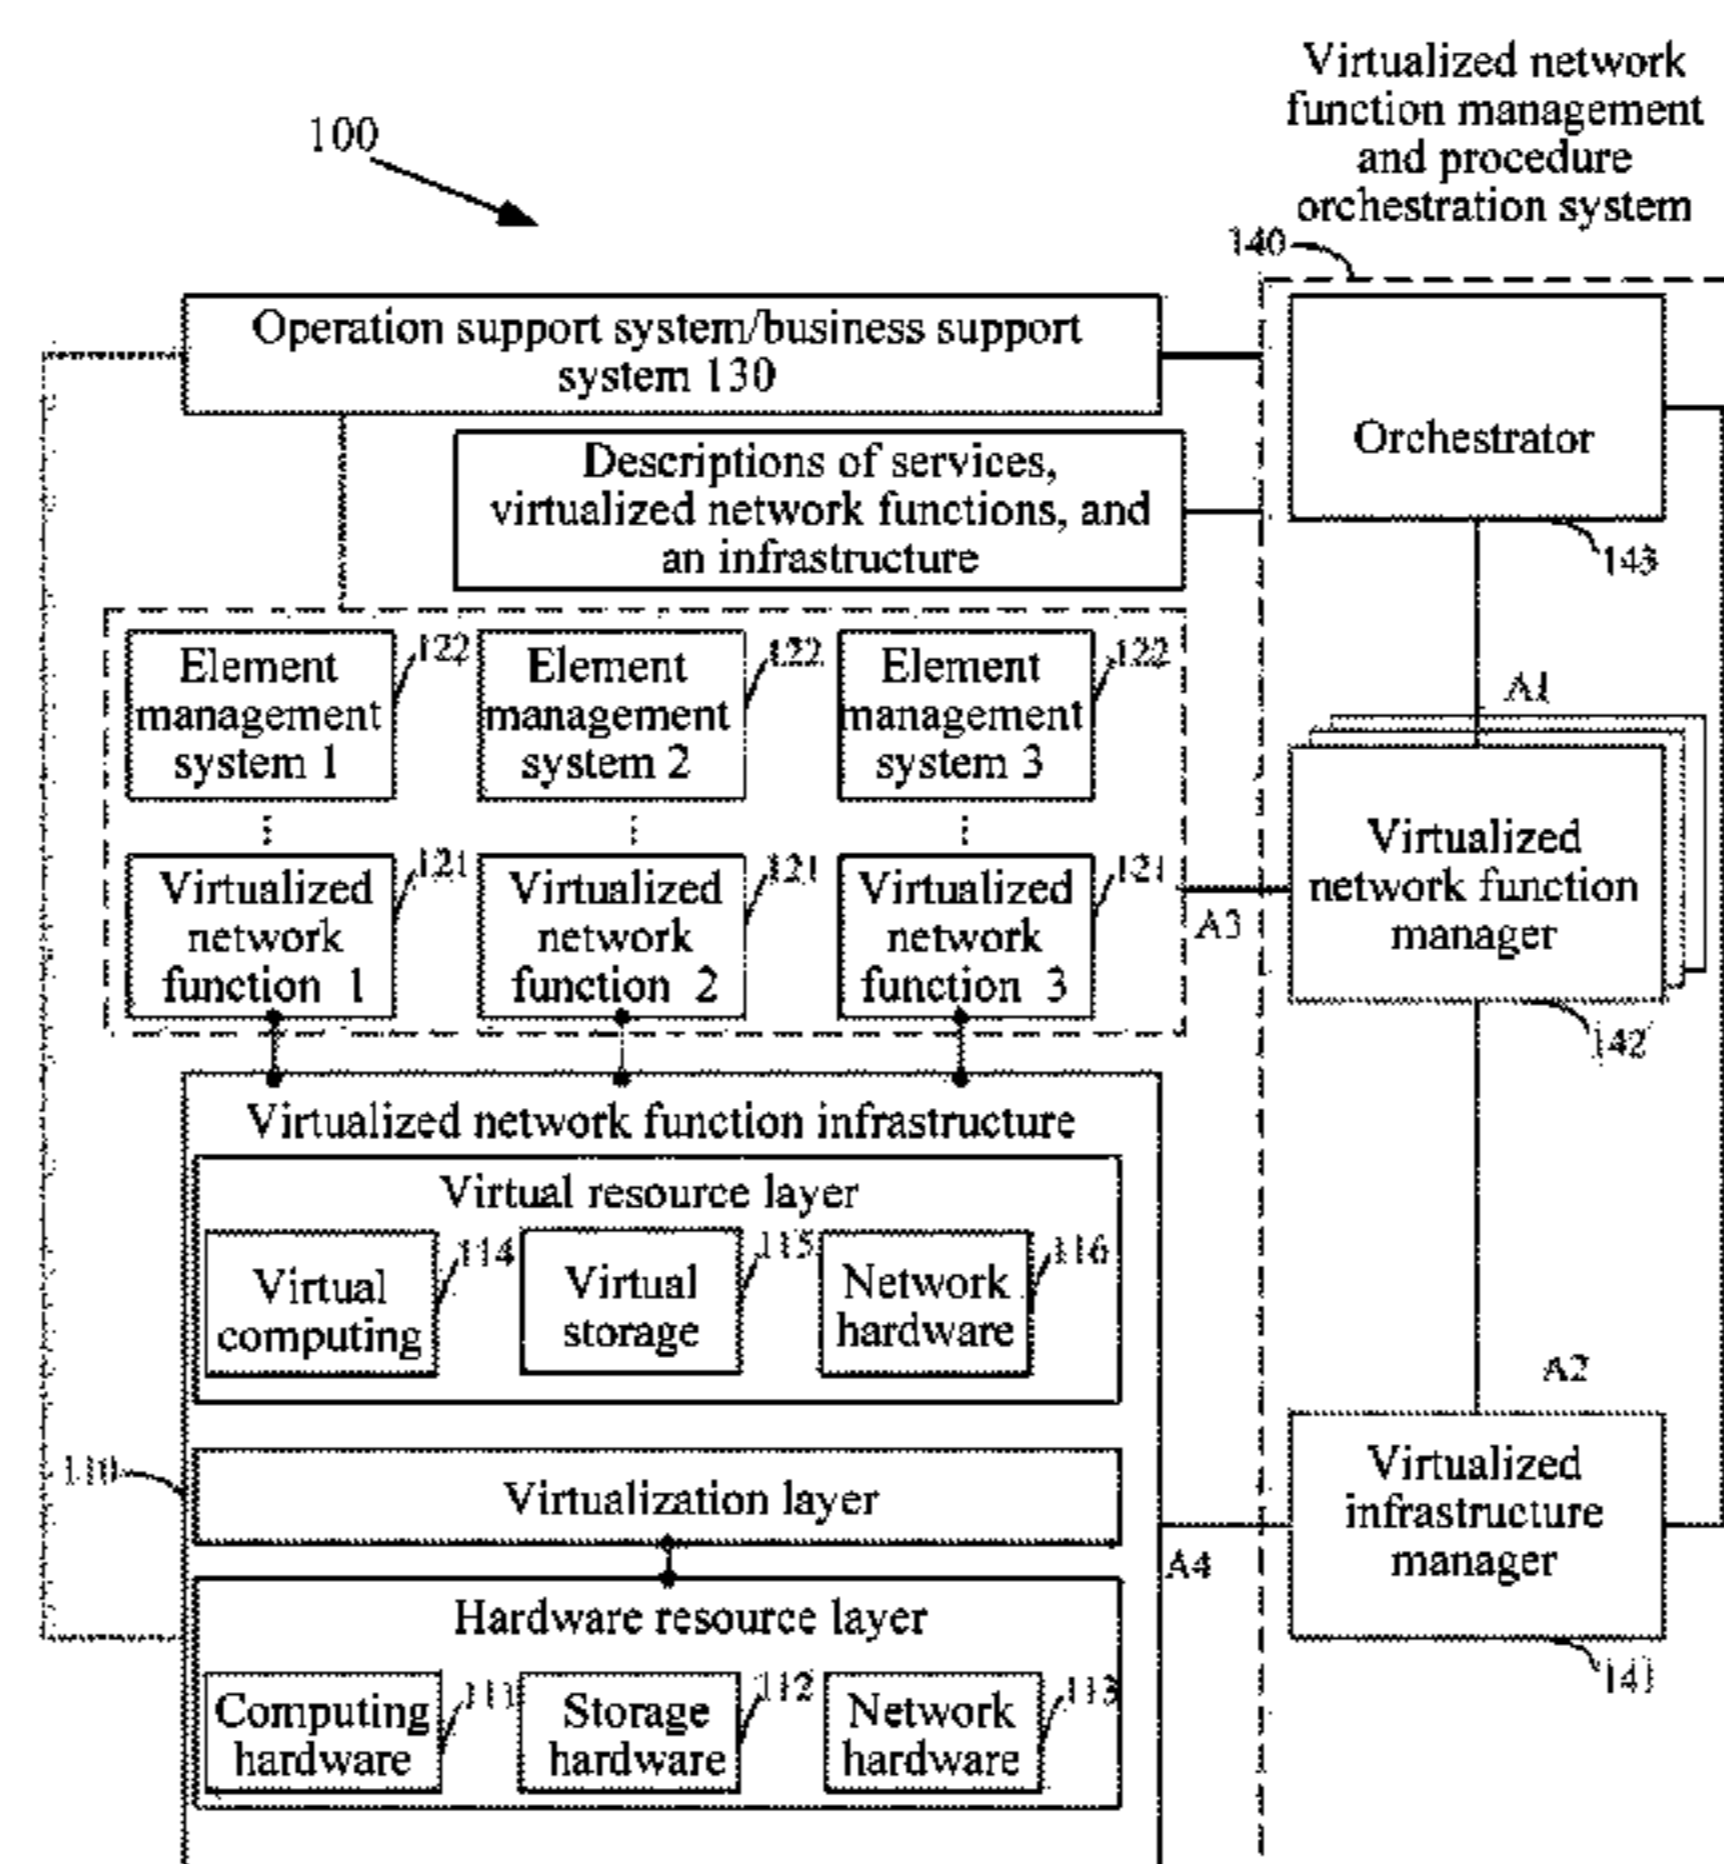 Virtualized network
function management
and procedure
orchestration system
100
140
Operation support system/business support
system 130
Orchestrator
143
Descriptions of services,
virtualized network functions, and
an infrastructure
Element
management
system 1
122
Element
management
system 2
122
Element
management
system 3
122
A1
Virtualized
network function
1
121
Virtualized
network
function 2
121
Virtualized
network
function 3
121
A3
Virtualized
network function
manager
142
Virtualized network function infrastructure
Virtual resource layer
Virtual
computing
114
Virtual
storage
115
Network
hardware
116
A2
110
Virtualization layer
A4
Virtualized
infrastructure
manager
141
Hardware resource layer
Computing
hardware
111
Storage
hardware
112
Network
hardware
113